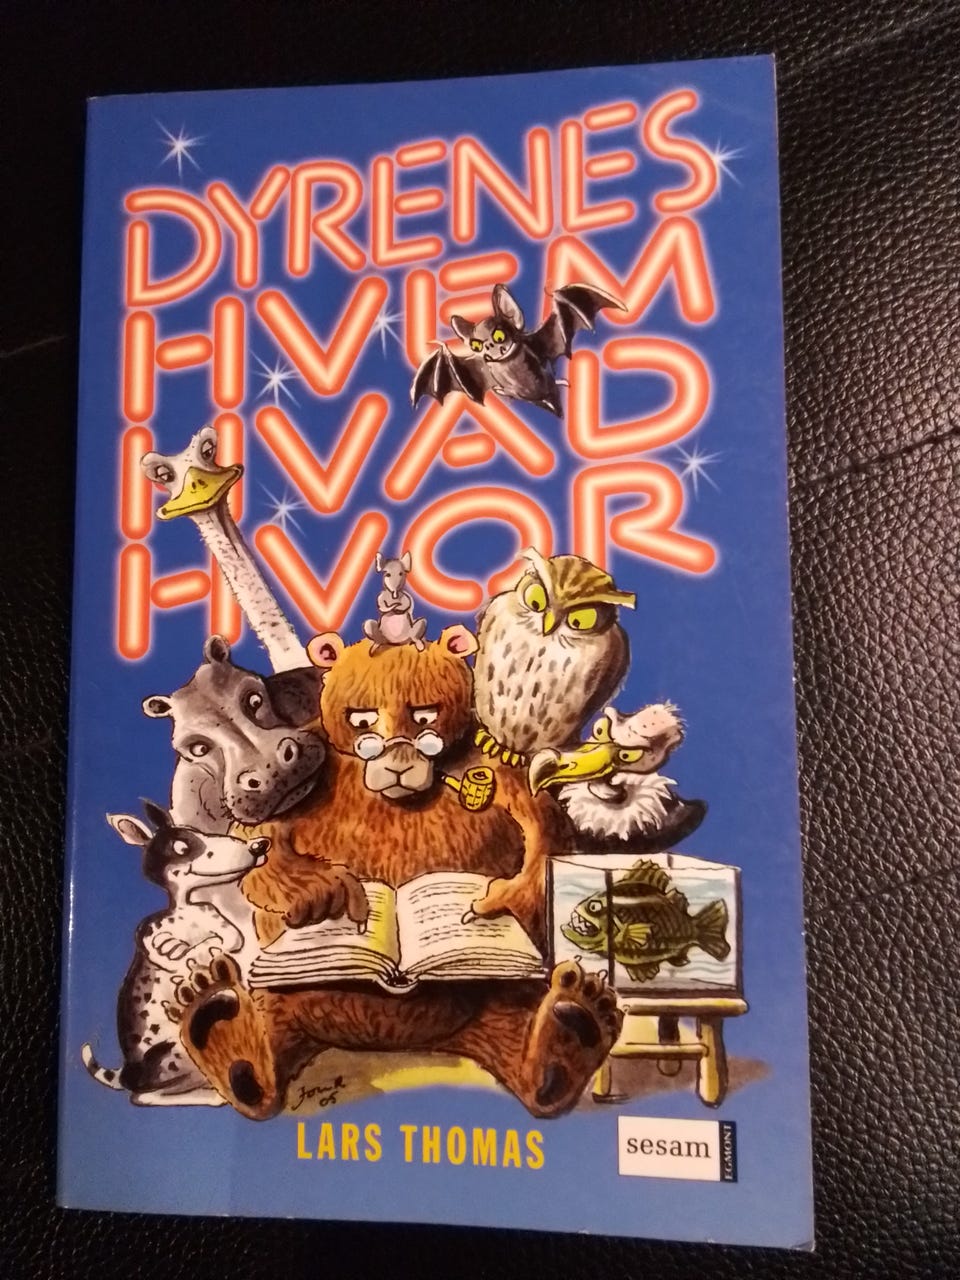 DYRENES
HVEM
HVAD
HVOR
LARS THOMAS
sesam
EGMONT